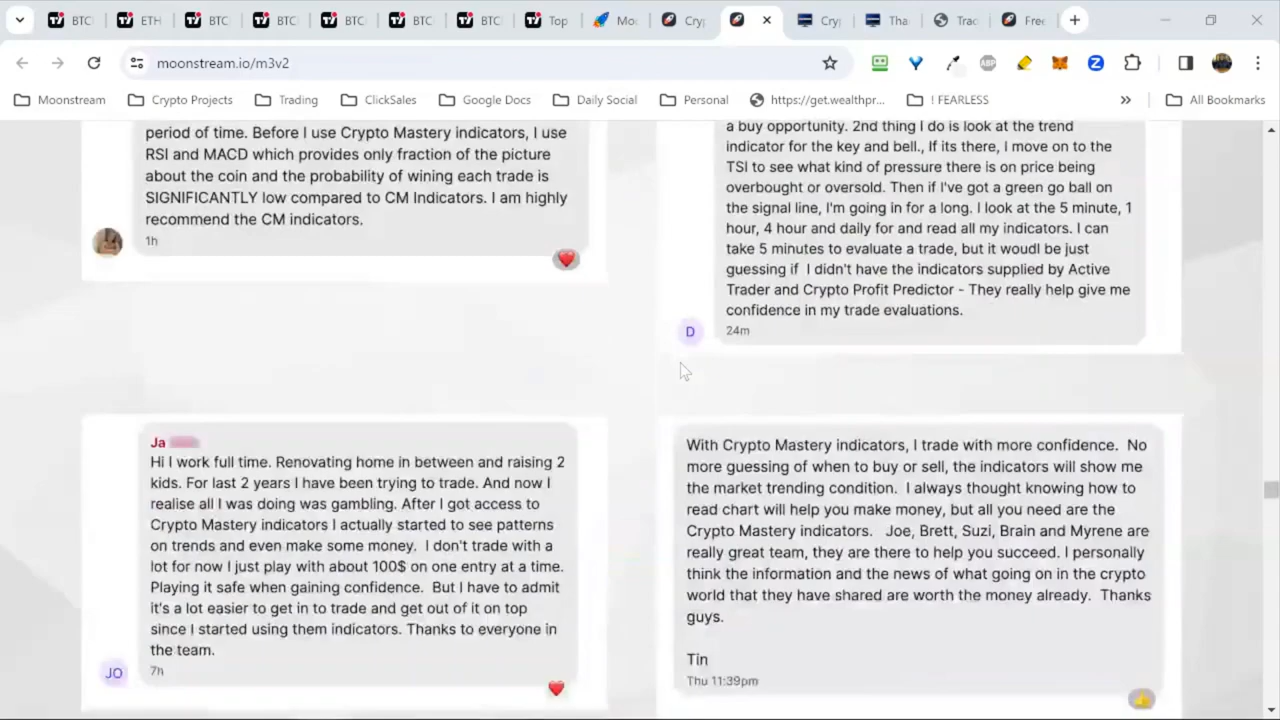 BTC
ETH
BTC
BTC
BTC
BTC
BTC
Top
Mo
Cry
Cry
Tha
Trac
Free
moonstream.io/m3v2
ABP
Moonstream
Crypto Projects
Trading
ClickSales
Google Docs
Daily Social
Personal
https://get.wealthpr...
! FEARLESS
»
All Bookmarks
period of time. Before I use Crypto Mastery indicators, I use
RSI and MACD which provides only fraction of the picture
about the coin and the probability of wining each trade is
SIGNIFICANTLY low compared to CM Indicators. I am highly
recommend the CM indicators.
1h
a buy opportunity. 2nd thing I do is look at the trend
indicator for the key and bell., If its there, I move on to the
TSI to see what kind of pressure there is on price being
overbought or oversold. Then if I've got a green go ball on
the signal line, I'm going in for a long. I look at the 5 minute, 1
hour, 4 hour and daily for and read all my indicators. I can
take 5 minutes to evaluate a trade, but it woudl be just
guessing if I didn't have the indicators supplied by Active
Trader and Crypto Profit Predictor - They really help give me
confidence in my trade evaluations.
D
24m
Ja
Hi I work full time. Renovating home in between and raising 2
kids. For last 2 years I have been trying to trade. And now I
realise all I was doing was gambling. After I got access to
Crypto Mastery indicators I actually started to see patterns
on trends and even make some money. I don't trade with a
lot for now I just play with about 100$ on one entry at a time.
Playing it safe when gaining confidence. But I have to admit
it's a lot easier to get in to trade and get out of it on top
since I started using them indicators. Thanks to everyone in
the team.
JO
7h
With Crypto Mastery indicators, I trade with more confidence. No
more guessing of when to buy or sell, the indicators will show me
the market trending condition. I always thought knowing how to
read chart will help you make money, but all you need are the
Crypto Mastery indicators. Joe, Brett, Suzi, Brain and Myrene are
really great team, they are there to help you succeed. I personally
think the information and the news of what going on in the crypto
world that they have shared are worth the money already. Thanks
guys.
Tin
Thu 11:39pm